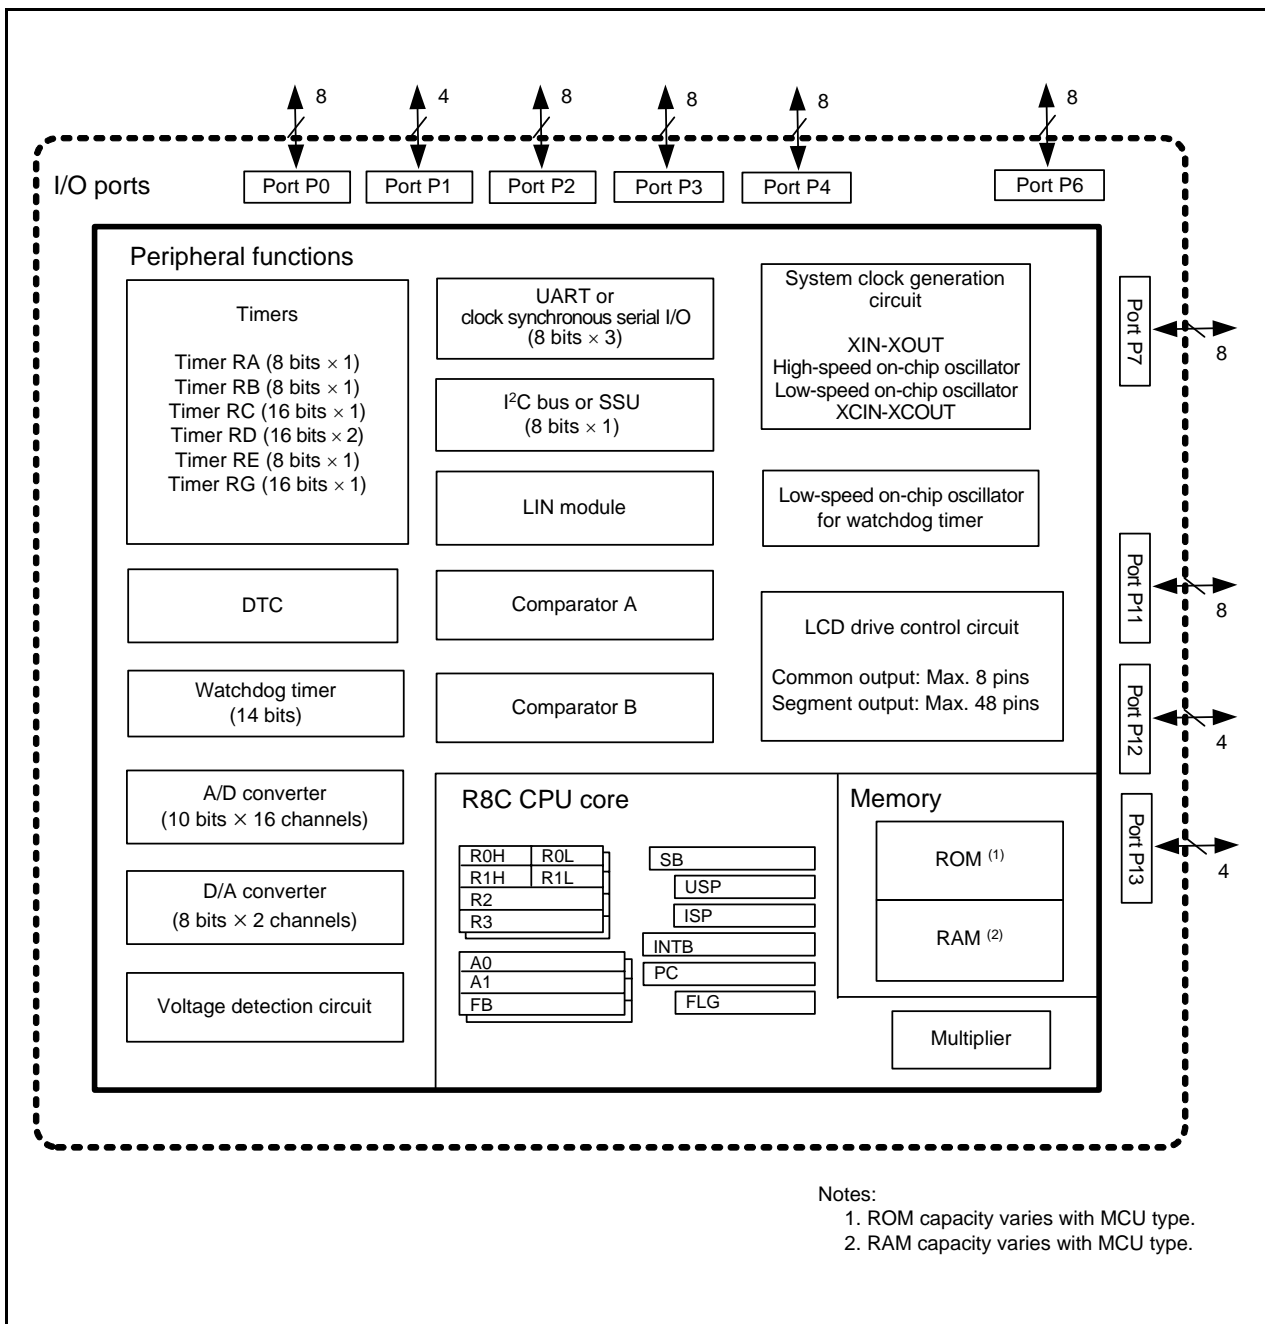 8
4
8
8
8
8
I/O ports
Port P0
Port P1
Port P2
Port P3
Port P4
Port P6
Peripheral functions
Timers
Timer RA (8 bits × 1)
Timer RB (8 bits × 1)
Timer RC (16 bits × 1)
Timer RD (16 bits × 2)
Timer RE (8 bits × 1)
Timer RG (16 bits × 1)
UART or
clock synchronous serial I/O
(8 bits × 3)
I²C bus or SSU
(8 bits × 1)
LIN module
System clock generation
circuit
XIN-XOUT
High-speed on-chip oscillator
Low-speed on-chip oscillator
XCIN-XCOUT
Low-speed on-chip oscillator
for watchdog timer
Port P7
8
DTC
Comparator A
LCD drive control circuit
Common output: Max. 8 pins
Segment output: Max. 48 pins
Port P11
8
Watchdog timer
(14 bits)
Comparator B
Port P12
4
A/D converter
(10 bits × 16 channels)
D/A converter
(8 bits × 2 channels)
Voltage detection circuit
R8C CPU core
R0H
R0L
R1H
R1L
R2
R3
A0
A1
FB
SB
USP
ISP
INTB
PC
FLG
Memory
ROM (1)
RAM (2)
Multiplier
Port P13
4
Notes:
1. ROM capacity varies with MCU type.
2. RAM capacity varies with MCU type.